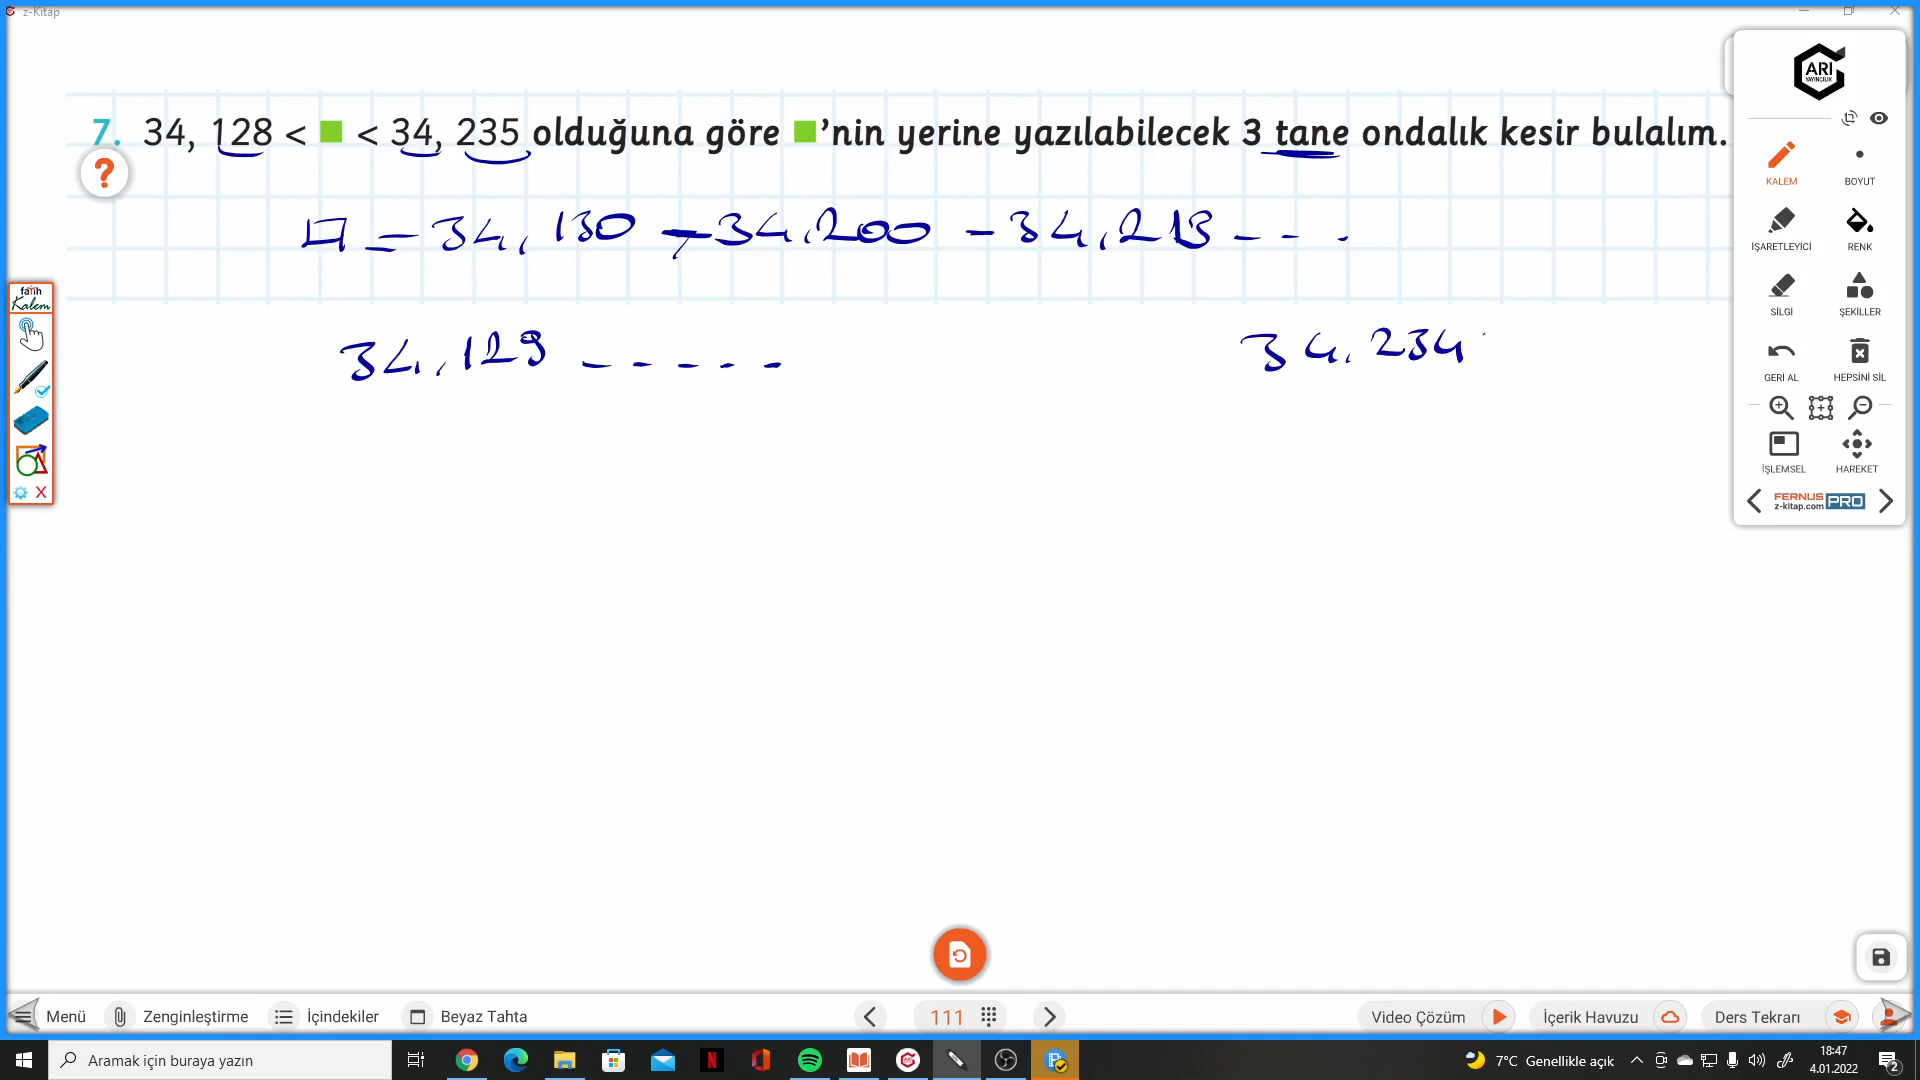 z-Kitap
7. 34, 128 < ■ < 34, 235 olduğuna göre ■'nin yerine yazılabilecek 3 tane ondalık kesir bulalım.
?
□ = 34,130 - 34,200 - 34,213 - - .
34,129 - - - - - 34,234
fatih
Kalem
ARI
YAYINCILIK
KALEM BOYUT
İŞARETLEYİCİ RENK
SİLGİ ŞEKİLLER
GERİ AL HEPSİNİ SİL
İŞLEMSEL HAREKET
FERNUS PRO
z-kitap.com
Menü Zenginleştirme İçindekiler Beyaz Tahta 111 Video Çözüm İçerik Havuzu Ders Tekrarı
Aramak için buraya yazın 7°C Genellikle açık 18:47
4.01.2022 2